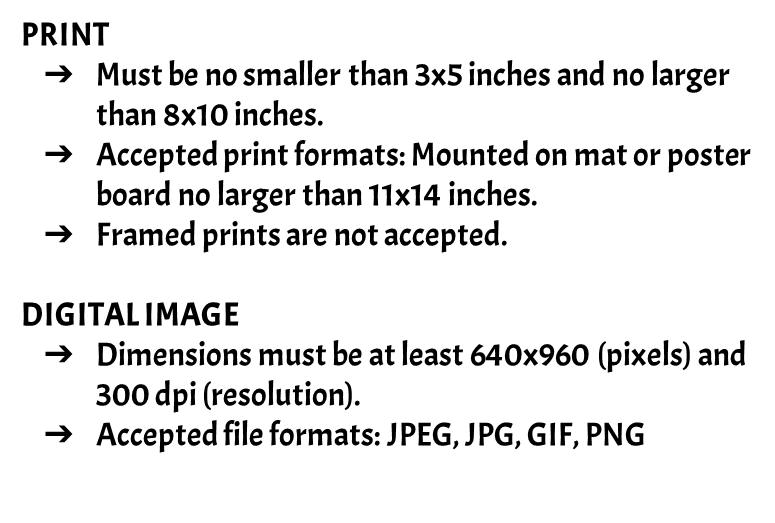 PRINT
➔ Must be no smaller than 3x5 inches and no larger
than 8x10 inches.
➔ Accepted print formats: Mounted on mat or poster
board no larger than 11x14 inches.
➔ Framed prints are not accepted.
DIGITAL IMAGE
➔ Dimensions must be at least 640x960 (pixels) and
300 dpi (resolution).
➔ Accepted file formats: JPEG, JPG, GIF, PNG